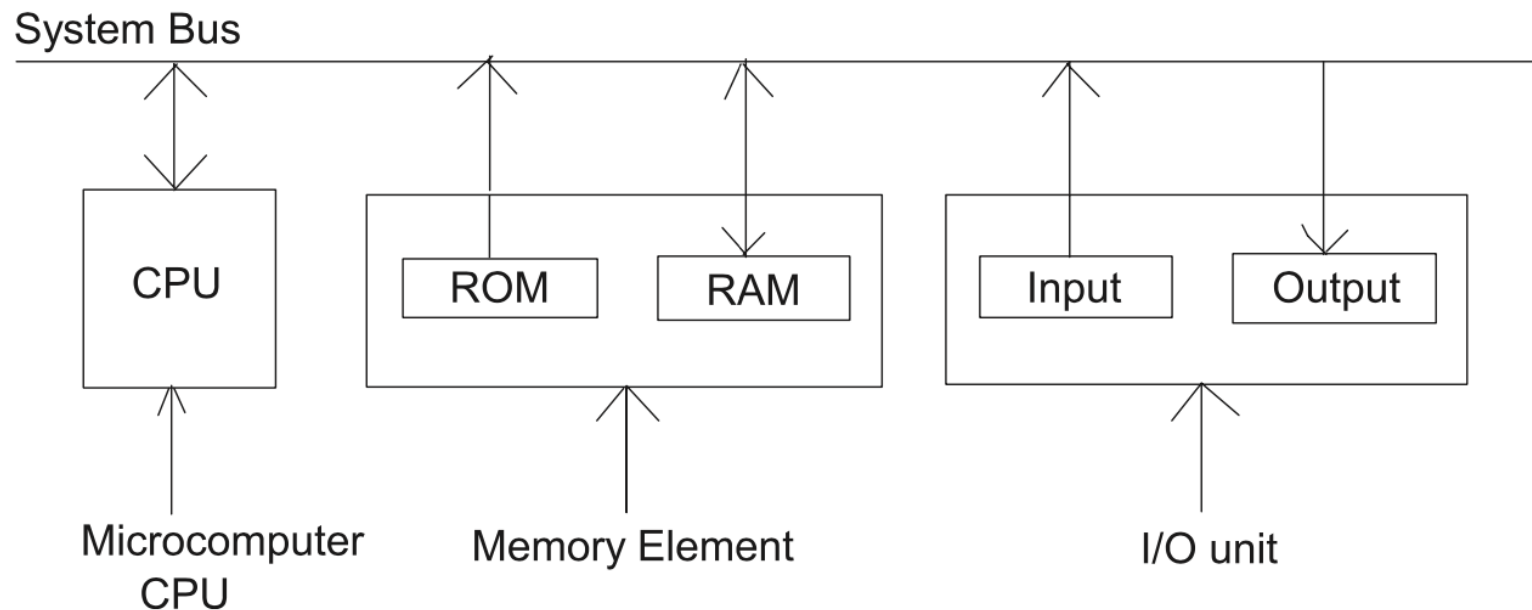 System Bus
CPU
ROM
RAM
Input
Output
Microcomputer
CPU
Memory Element
I/O unit